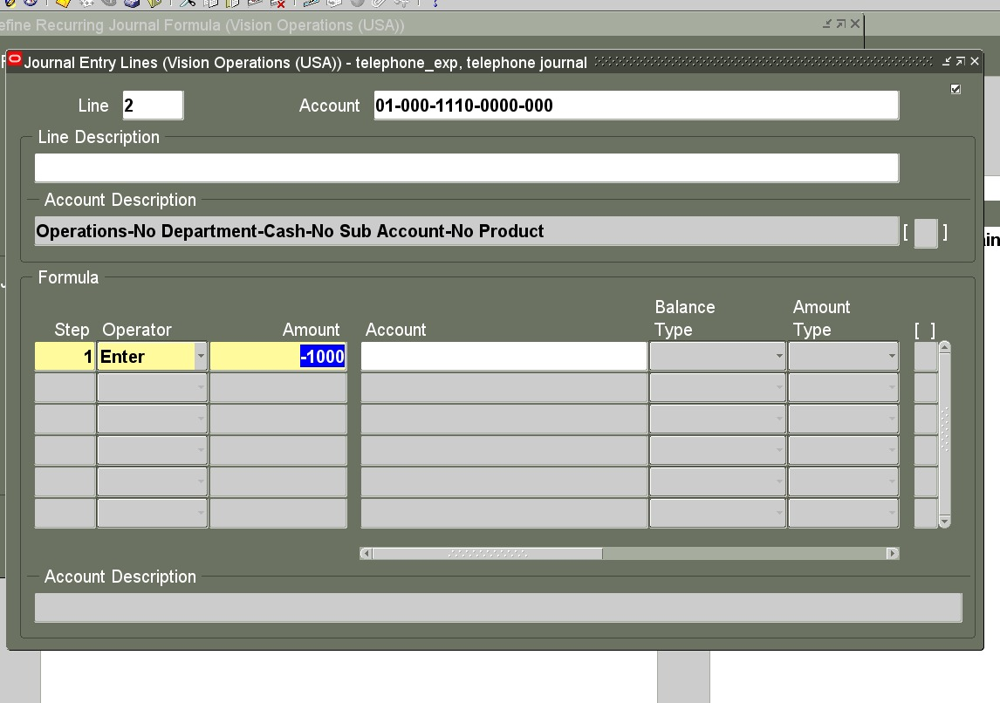 efine Recurring Journal Formula (Vision Operations (USA))
Journal Entry Lines (Vision Operations (USA)) - telephone_exp, telephone journal
Line 2 Account 01-000-1110-0000-000
Line Description
Account Description
Operations-No Department-Cash-No Sub Account-No Product [ ]
ain
Formula
Balance Amount
Step Operator Amount Account Type Type [ ]
1 Enter -1000
Account Description